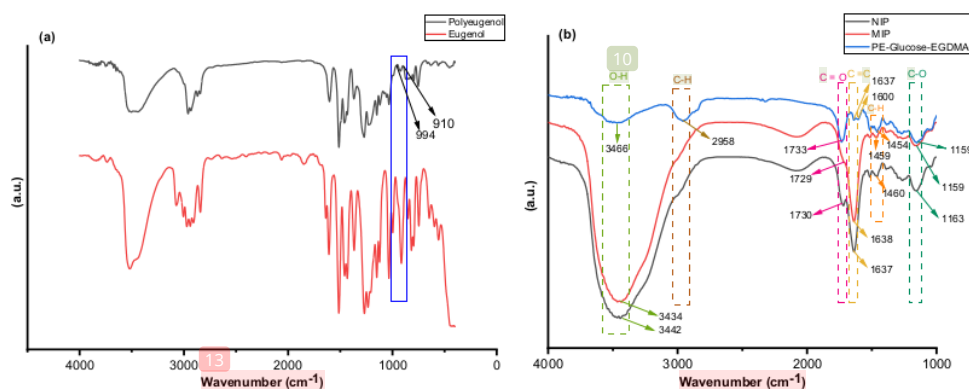 (a)
Polyeugenol
Eugenol
910
994
(a.u.)
4000
3000
2000
1000
0
13
Wavenumber (cm-1)
(b)
NIP
MIP
PE-Glucose-EGDMA
10
O-H
C-H
C = O
C = C
1637
1600
C-H
C-O
3466
2958
1733
1454
1459
1159
1729
1460
1159
1730
1163
1638
1637
3434
3442
(a.u.)
4000
3000
2000
1000
Wavenumber (cm-1)